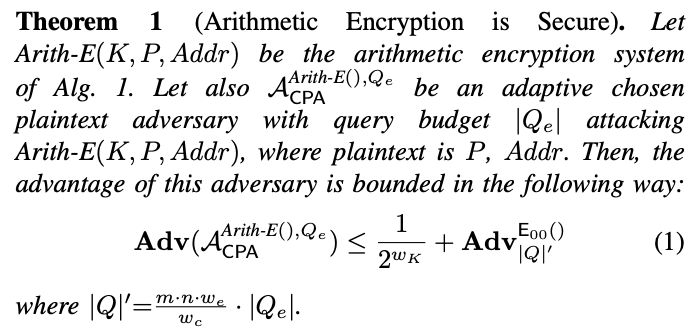 Theorem 1 (Arithmetic Encryption is Secure). Let
Arith-E(K, P, Addr) be the arithmetic encryption system
of Alg. 1. Let also 𝒜_CPA^{Arith-E(),Q_e} be an adaptive chosen
plaintext adversary with query budget |Q_e| attacking
Arith-E(K, P, Addr), where plaintext is P, Addr. Then, the
advantage of this adversary is bounded in the following way:
Adv(𝒜_CPA^{Arith-E(),Q_e}) ≤ 1/2^{w_K} + Adv_{|Q|′}^{E_00()} (1)
where |Q|′=m·n·w_e/w_c · |Q_e|.